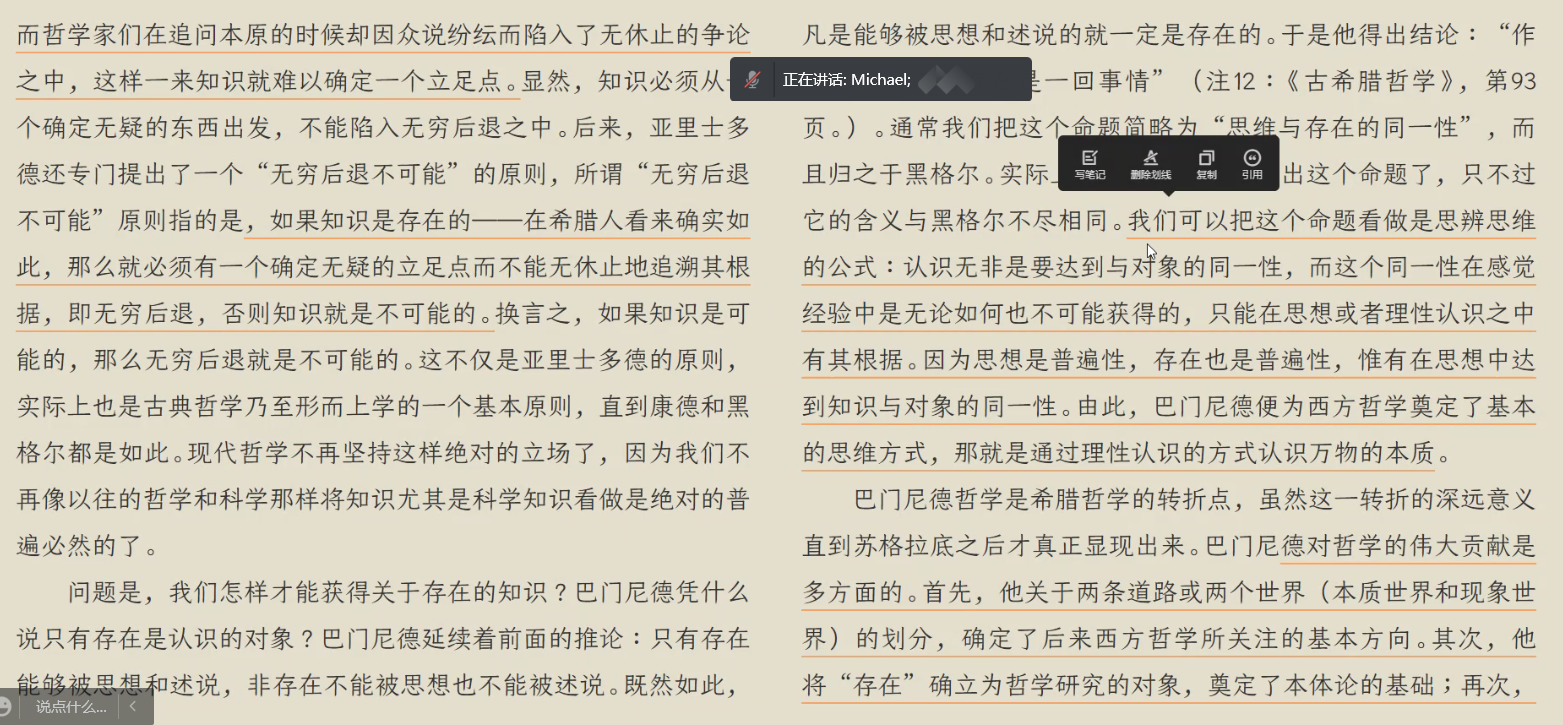 而哲学家们在追问本原的时候却因众说纷纭而陷入了无休止的争论
之中，这样一来知识就难以确定一个立足点。显然，知识必须从一
个确定无疑的东西出发，不能陷入无穷后退之中。后来，亚里士多
德还专门提出了一个“无穷后退不可能”的原则，所谓“无穷后退
不可能”原则指的是，如果知识是存在的——在希腊人看来确实如
此，那么就必须有一个确定无疑的立足点而不能无休止地追溯其根
据，即无穷后退，否则知识就是不可能的。换言之，如果知识是可
能的，那么无穷后退就是不可能的。这不仅是亚里士多德的原则，
实际上也是古典哲学乃至形而上学的一个基本原则，直到康德和黑
格尔都是如此。现代哲学不再坚持这样绝对的立场了，因为我们不
再像以往的哲学和科学那样将知识尤其是科学知识看做是绝对的普
遍必然的了。
问题是，我们怎样才能获得关于存在的知识？巴门尼德凭什么
说只有存在是认识的对象？巴门尼德延续着前面的推论：只有存在
能够被思想和述说，非存在不能被思想也不能被述说。既然如此，
说点什么...
凡是能够被思想和述说的就一定是存在的。于是他得出结论：“作
正在讲话: Michael;
是一回事情”（注12：《古希腊哲学》，第93
页。）。通常我们把这个命题简略为“思维与存在的同一性”，而
写笔记 删除划线 复制 引用
且归之于黑格尔。实际 出这个命题了，只不过
它的含义与黑格尔不尽相同。我们可以把这个命题看做是思辨思维
的公式：认识无非是要达到与对象的同一性，而这个同一性在感觉
经验中是无论如何也不可能获得的，只能在思想或者理性认识之中
有其根据。因为思想是普遍性，存在也是普遍性，惟有在思想中达
到知识与对象的同一性。由此，巴门尼德便为西方哲学奠定了基本
的思维方式，那就是通过理性认识的方式认识万物的本质。
巴门尼德哲学是希腊哲学的转折点，虽然这一转折的深远意义
直到苏格拉底之后才真正显现出来。巴门尼德对哲学的伟大贡献是
多方面的。首先，他关于两条道路或两个世界（本质世界和现象世
界）的划分，确定了后来西方哲学所关注的基本方向。其次，他
将“存在”确立为哲学研究的对象，奠定了本体论的基础；再次，